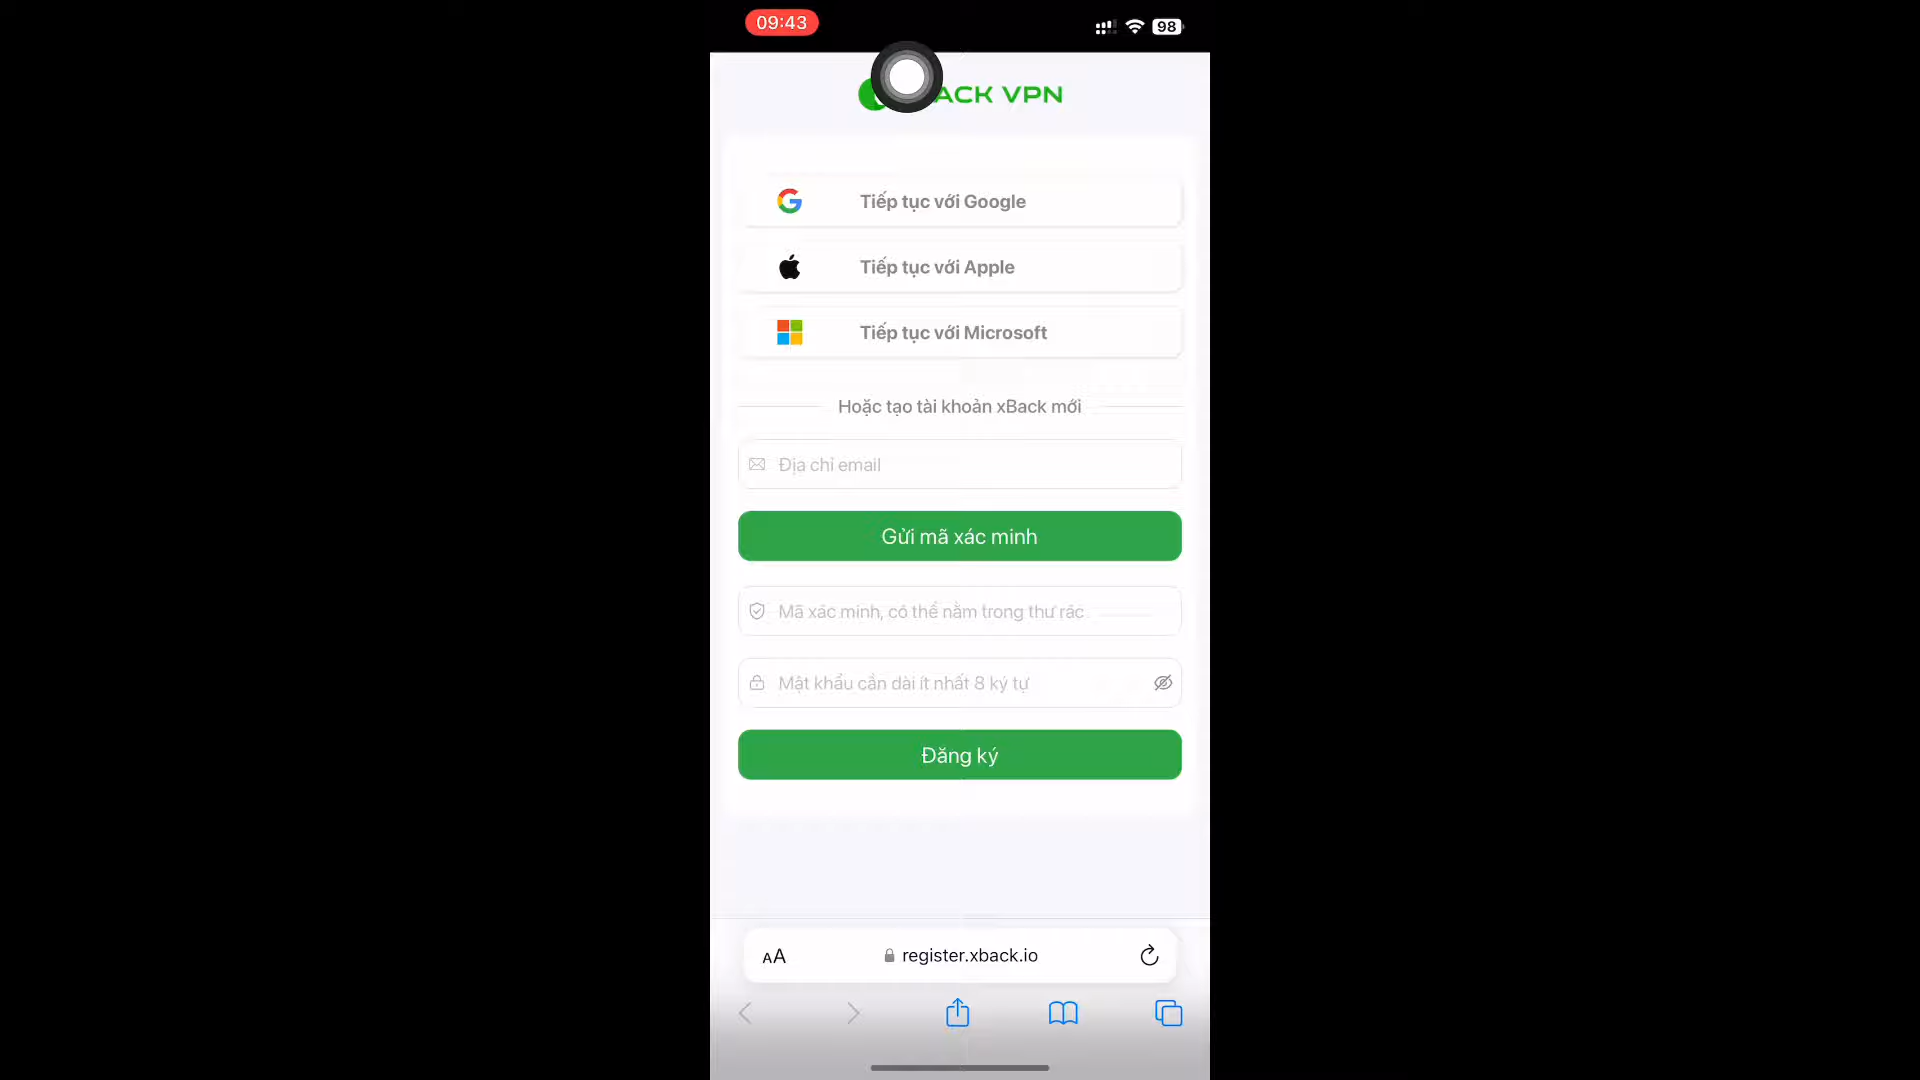 09:43
98
ACK VPN
Tiếp tục với Google
Tiếp tục với Apple
Tiếp tục với Microsoft
Hoặc tạo tài khoản xBack mới
Địa chỉ email
Gửi mã xác minh
Mã xác minh, có thể nằm trong thư rác
Mật khẩu cần dài ít nhất 8 ký tự
Đăng ký
AA
register.xback.io